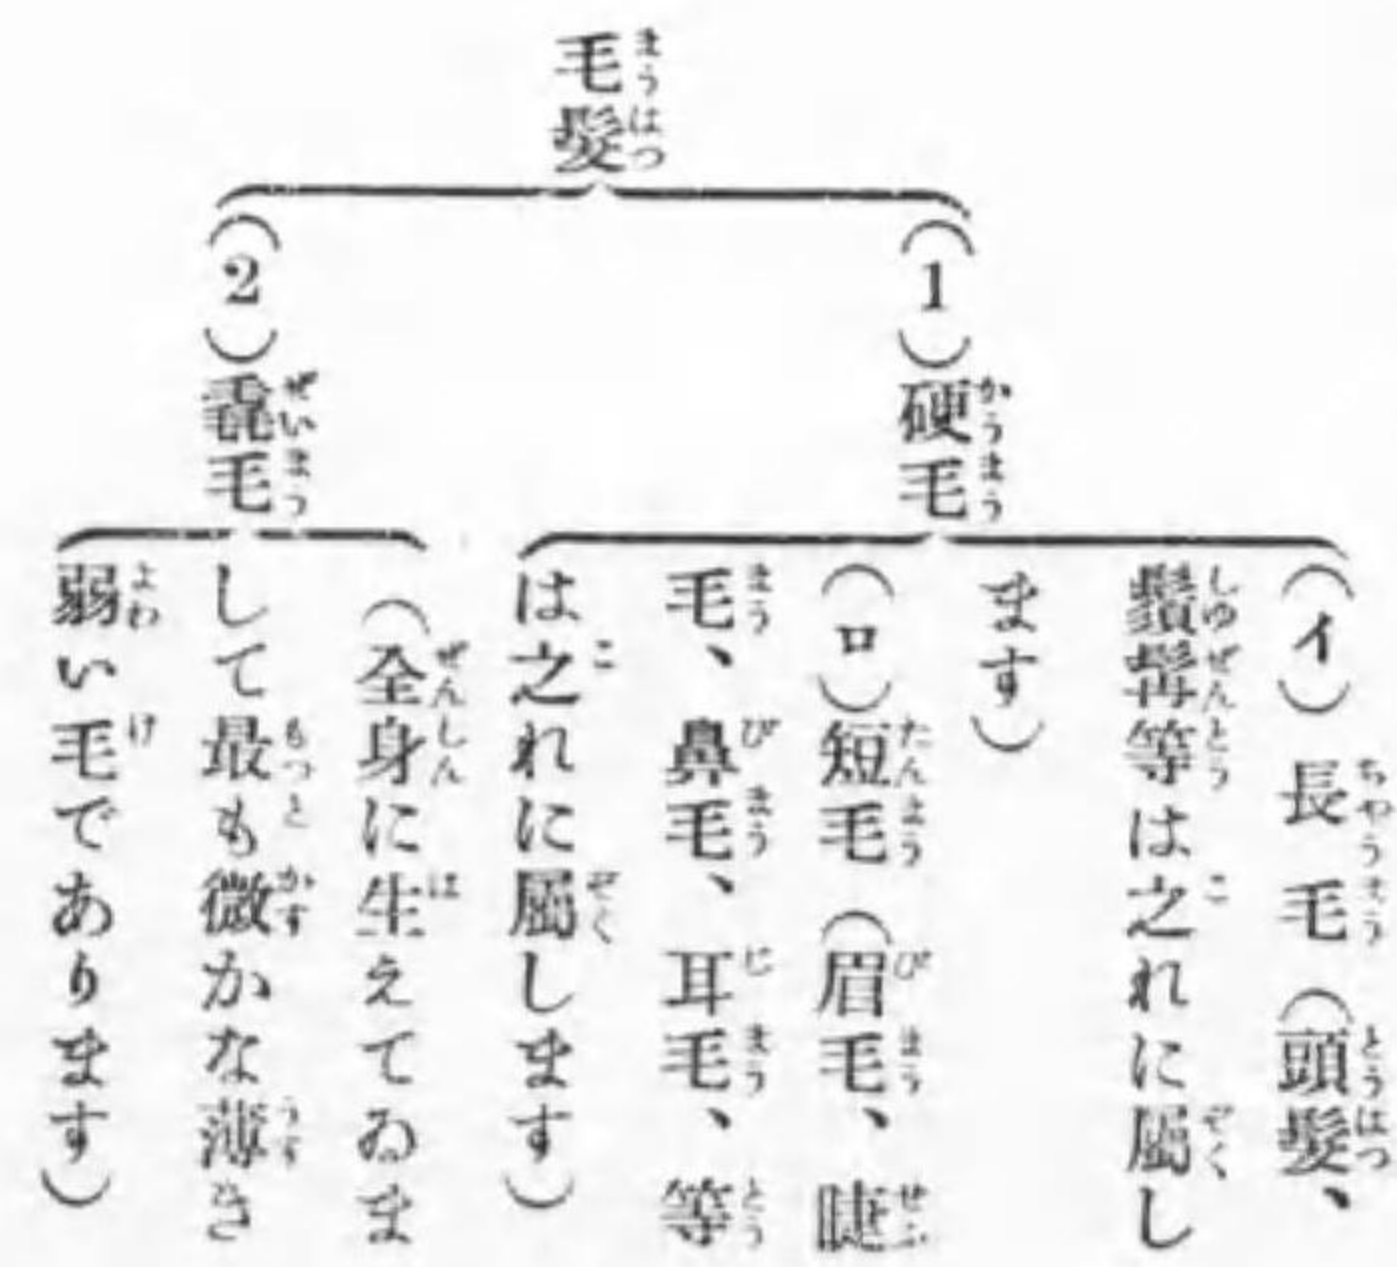 毛髮
(1)硬毛
(イ)長毛(頭髮、
鬚髯等は之れに屬し
ます)
(ロ)短毛(眉毛、睫
毛、鼻毛、耳毛、等
は之れに屬します)
(2)毳毛
(全身に生えてゐま
して最も微かな薄き
弱い毛であります)